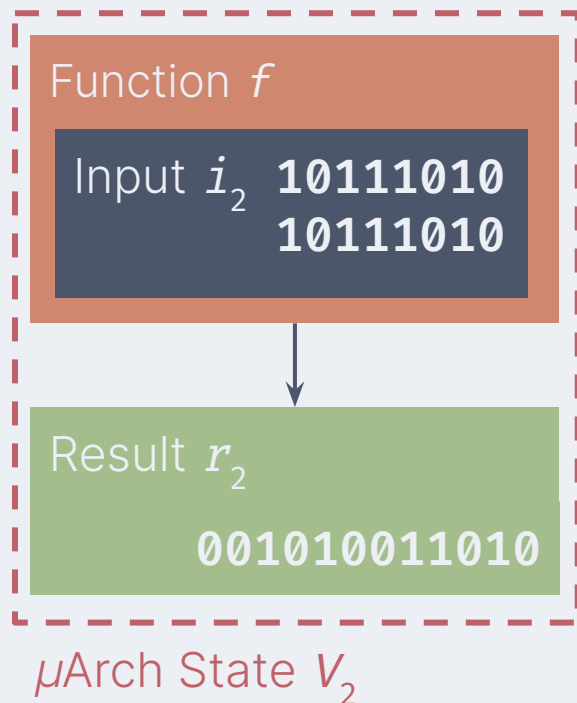 Function f
Input i₂ 10111010
10111010
Result r₂
001010011010
μArch State V₂